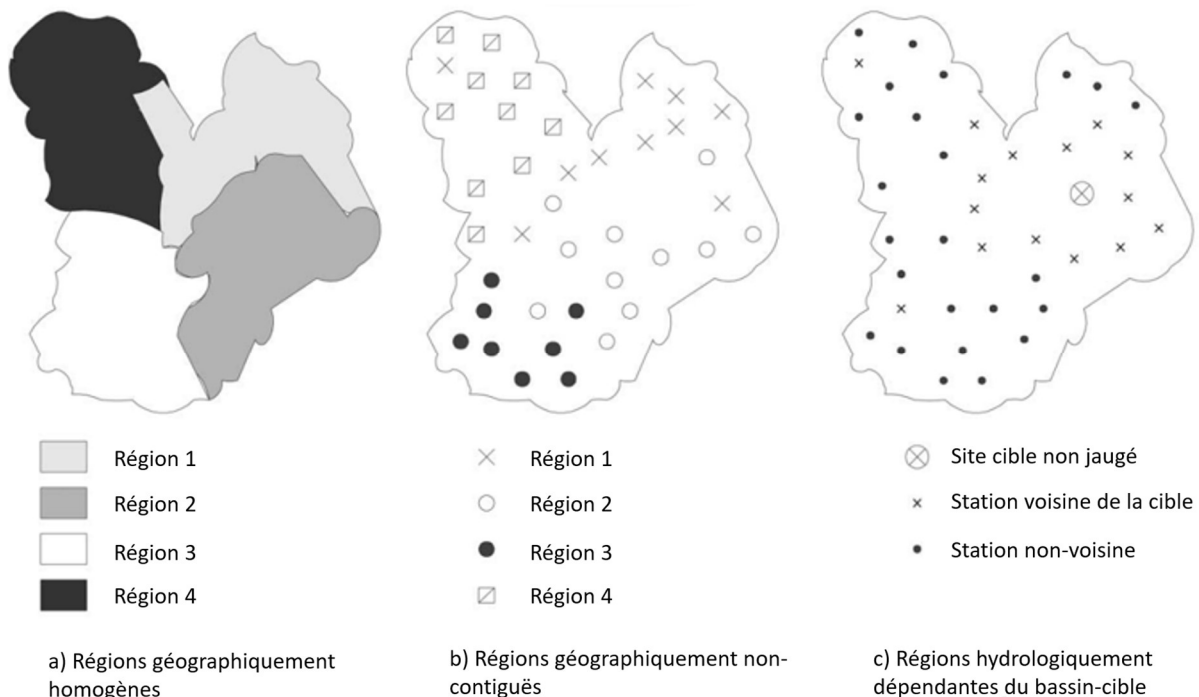 Région 1
Région 2
Région 3
Région 4
a) Régions géographiquement
homogènes
Région 1
Région 2
Région 3
Région 4
b) Régions géographiquement non-
contiguës
Site cible non jaugé
Station voisine de la cible
Station non-voisine
c) Régions hydrologiquement
dépendantes du bassin-cible